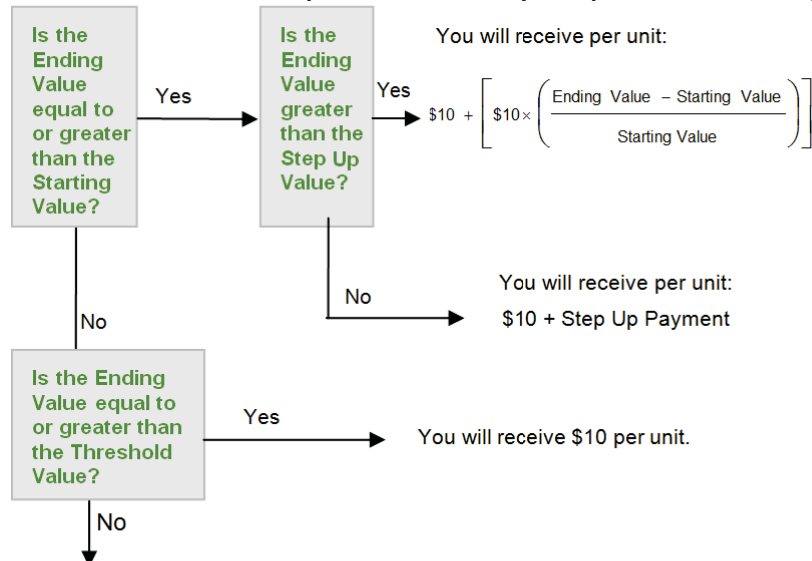 Is the
Ending
Value
equal to
or greater
than the
Starting
Value?
Yes
Is the
Ending
Value
greater
than the
Step Up
Value?
Yes
You will receive per unit:
$10 + [ $10× ( Ending Value – Starting Value
Starting Value ) ]
No
You will receive per unit:
$10 + Step Up Payment
No
Is the Ending
Value equal to
or greater than
the Threshold
Value?
Yes
You will receive $10 per unit.
No